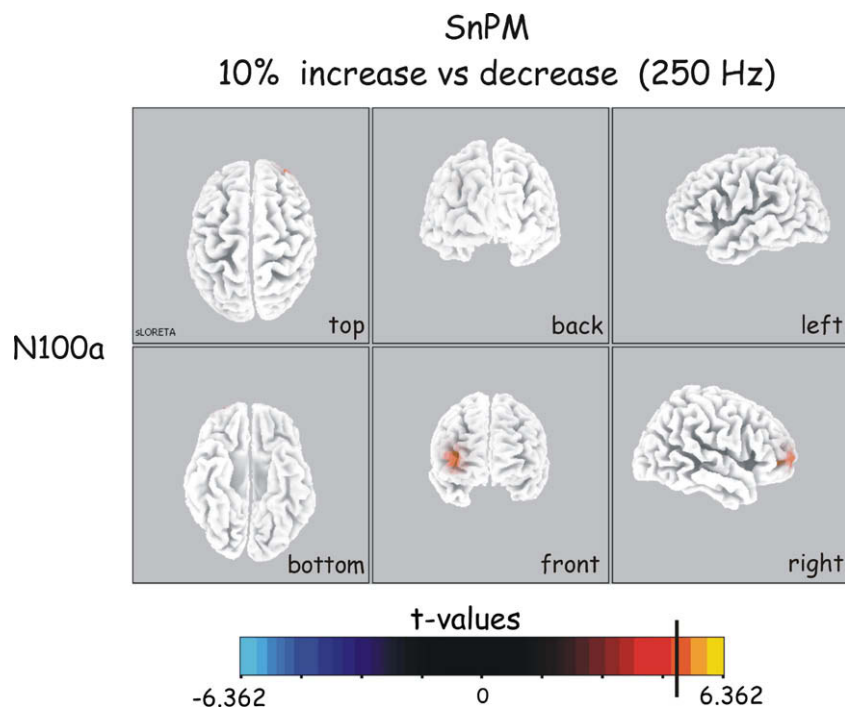 SnPM
10% increase vs decrease (250 Hz)
sLORETA
top
back
left
N100a
bottom
front
right
t-values
-6.362
0
6.362